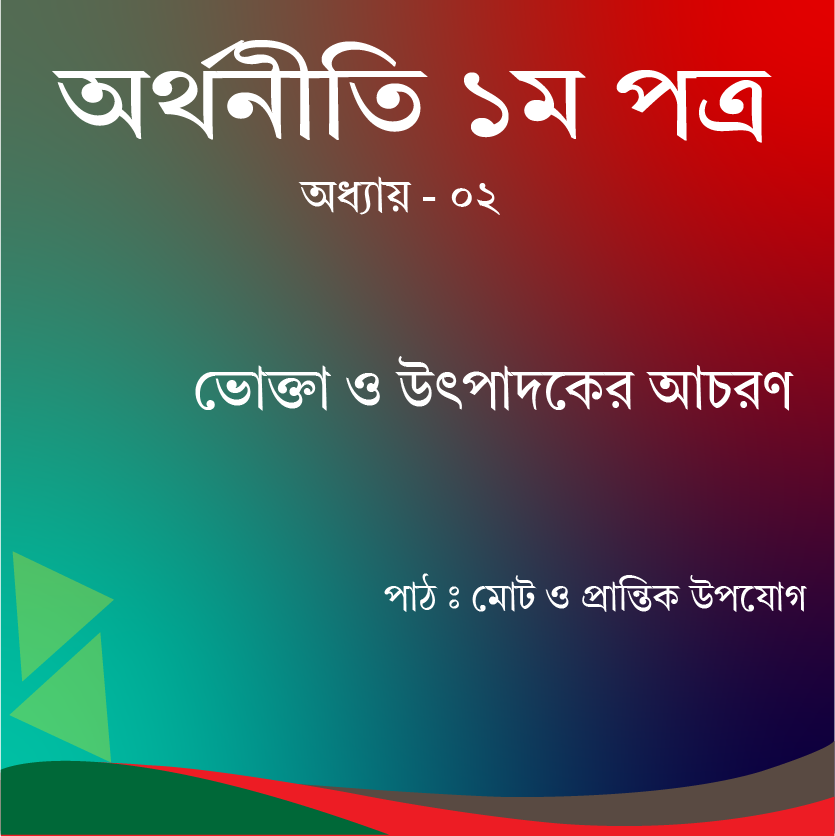 অর্থনীতি ১ম পত্র
অধ্যায় - ০২
ভোক্তা ও উৎপাদকের আচরণ
পাঠ ঃ মোট ও প্রান্তিক উপযোগ